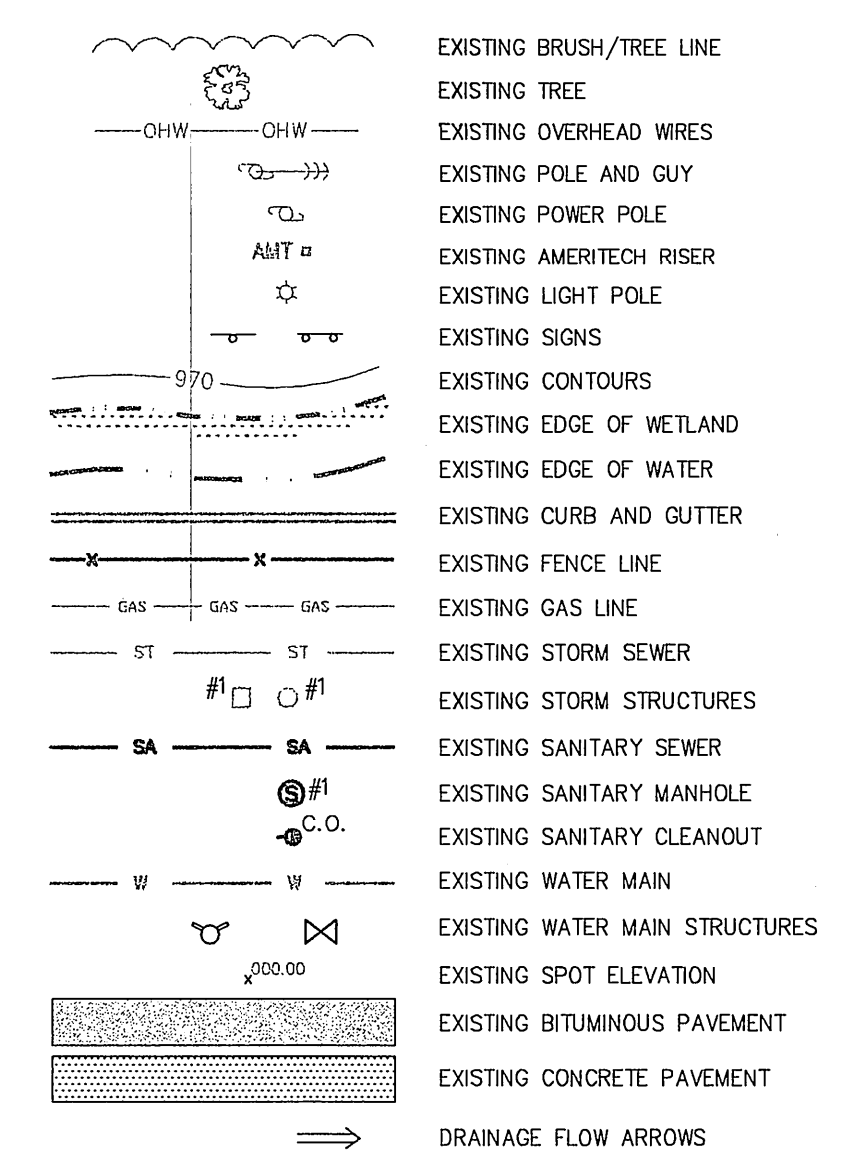 EXISTING BRUSH/TREE LINE
EXISTING TREE
OHW OHW EXISTING OVERHEAD WIRES
EXISTING POLE AND GUY
EXISTING POWER POLE
AMT EXISTING AMERITECH RISER
EXISTING LIGHT POLE
EXISTING SIGNS
970 EXISTING CONTOURS
EXISTING EDGE OF WETLAND
EXISTING EDGE OF WATER
EXISTING CURB AND GUTTER
X X EXISTING FENCE LINE
GAS GAS GAS EXISTING GAS LINE
ST ST EXISTING STORM SEWER
#1 #1 EXISTING STORM STRUCTURES
SA SA EXISTING SANITARY SEWER
S #1 EXISTING SANITARY MANHOLE
C.O. EXISTING SANITARY CLEANOUT
W W EXISTING WATER MAIN
EXISTING WATER MAIN STRUCTURES
x000.00 EXISTING SPOT ELEVATION
EXISTING BITUMINOUS PAVEMENT
EXISTING CONCRETE PAVEMENT
DRAINAGE FLOW ARROWS